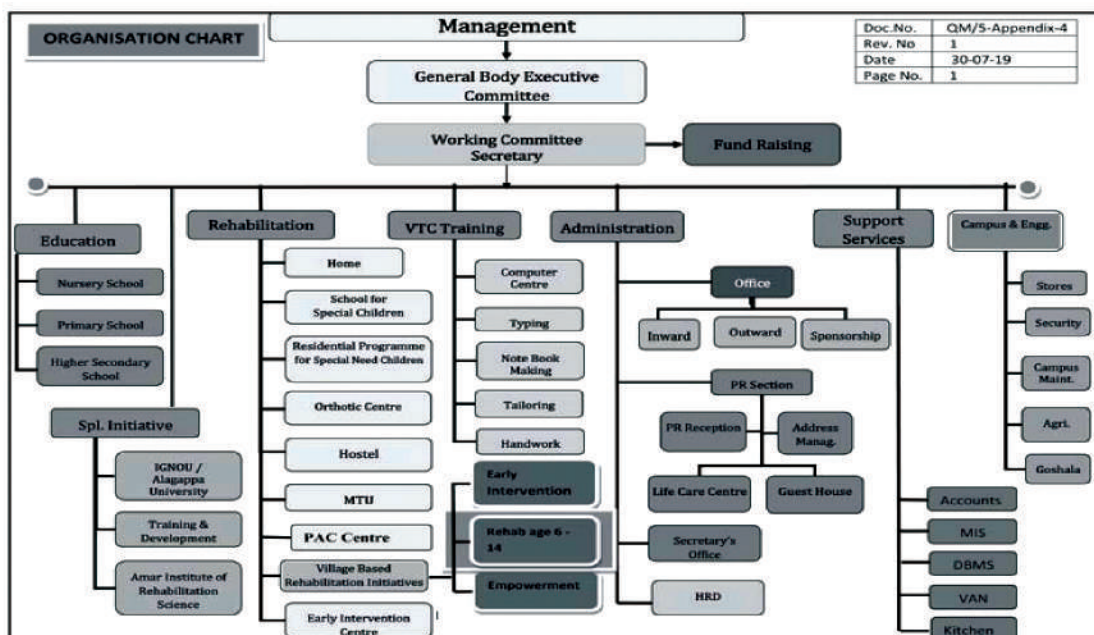 ORGANISATION CHART
Management
Doc.No. QM/5-Appendix-4
Rev. No 1
Date 30-07-19
Page No. 1
General Body Executive
Committee
Working Committee
Secretary
Fund Raising
Education
Nursery School
Primary School
Higher Secondary
School
Spl. Initiative
IGNOU /
Alagappa
University
Training &
Development
Amar Institute of
Rehabilitation
Science
Rehabilitation
Home
School for
Special Children
Residential Programme
for Special Need Children
Orthotic Centre
Hostel
MTU
PAC Centre
Village Based
Rehabilitation Initiatives
Early Intervention
Centre
VTC Training
Computer
Centre
Typing
Note Book
Making
Tailoring
Handwork
Early
Intervention
Rehab age 6 -
14
Empowerment
Administration
Office
Inward
Outward
Sponsorship
PR Section
PR Reception
Address
Manag.
Life Care Centre
Guest House
Secretary's
Office
HRD
Support
Services
Accounts
MIS
DBMS
VAN
Kitchen
Campus & Engg.
Stores
Security
Campus
Maint.
Agri.
Goshala